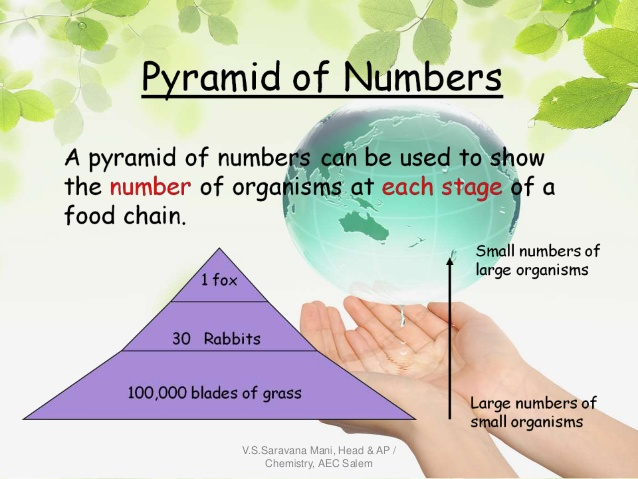 Pyramid of Numbers
A pyramid of numbers can be used to show
the number of organisms at each stage of a
food chain.
Small numbers of
large organisms
1 fox
30 Rabbits
100,000 blades of grass
Large numbers of
small organisms
V.S.Saravana Mani, Head & AP /
Chemistry, AEC Salem